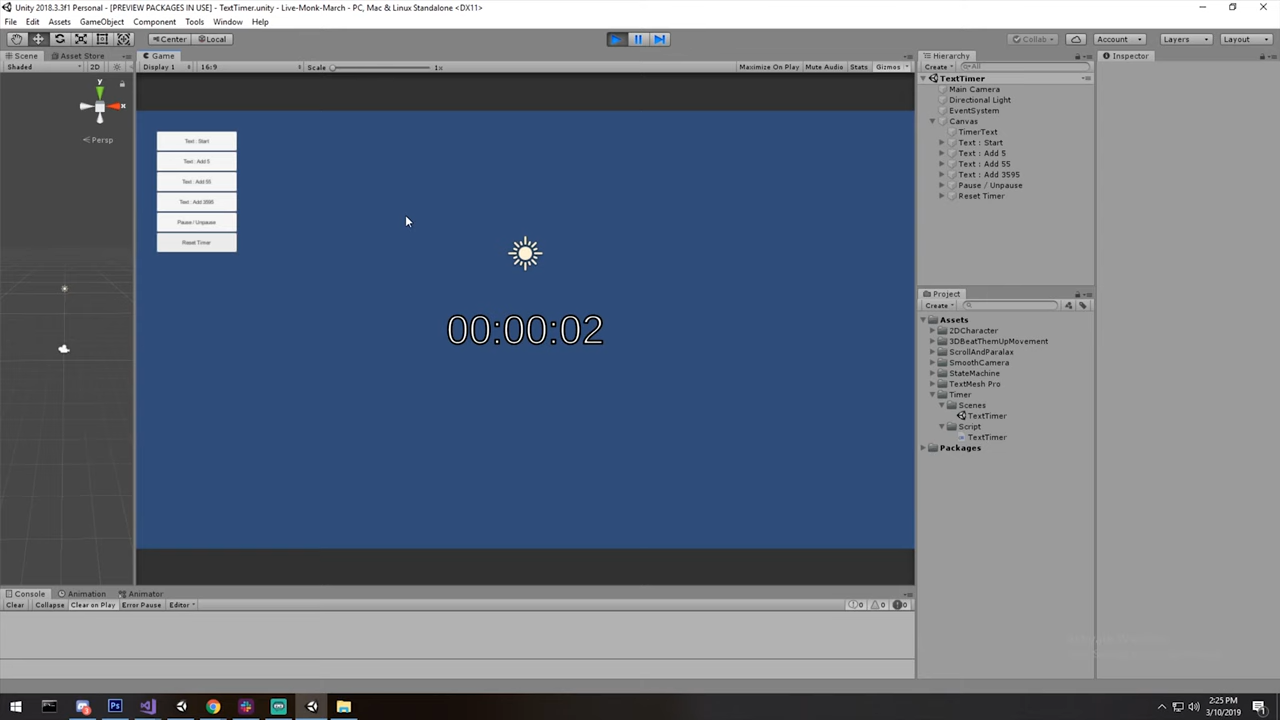 Unity 2018.3.3f1 Personal - [PREVIEW PACKAGES IN USE] - TextTimer.unity - Live-Monk-March - PC, Mac & Linux Standalone <DX11>
File Edit Assets GameObject Component Tools Window Help
Center Local Collab Account Layers Layout
Scene Asset Store Game Hierarchy Inspector
Shaded 2D Display 1 16:9 Scale 1x Maximize On Play Mute Audio Stats Gizmos Create All
TextTimer
Main Camera
Directional Light
EventSystem
Canvas
TimerText
Text : Start
Text : Add 5
Text : Add 55
Text : Add 3595
Pause / Unpause
Reset Timer
y
x
Persp
Text : Start
Text : Add 5
Text : Add 55
Text : Add 3595
Pause / Unpause
Reset Timer
00:00:02
Project
Create
Assets
2DCharacter
3DBeatThemUpMovement
ScrollAndParalax
SmoothCamera
StateMachine
TextMesh Pro
Timer
Scenes
TextTimer
Script
TextTimer
Packages
Console Animation Animator
Clear Collapse Clear on Play Error Pause Editor 0 0 0
2:25 PM
3/10/2019